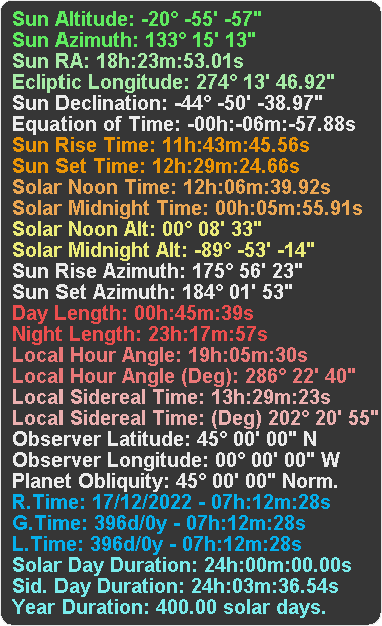 Sun Altitude: -20° -55' -57"
Sun Azimuth: 133° 15' 13"
Sun RA: 18h:23m:53.01s
Ecliptic Longitude: 274° 13' 46.92"
Sun Declination: -44° -50' -38.97"
Equation of Time: -00h:-06m:-57.88s
Sun Rise Time: 11h:43m:45.56s
Sun Set Time: 12h:29m:24.66s
Solar Noon Time: 12h:06m:39.92s
Solar Midnight Time: 00h:05m:55.91s
Solar Noon Alt: 00° 08' 33"
Solar Midnight Alt: -89° -53' -14"
Sun Rise Azimuth: 175° 56' 23"
Sun Set Azimuth: 184° 01' 53"
Day Length: 00h:45m:39s
Night Length: 23h:17m:57s
Local Hour Angle: 19h:05m:30s
Local Hour Angle (Deg): 286° 22' 40"
Local Sidereal Time: 13h:29m:23s
Local Sidereal Time: (Deg) 202° 20' 55"
Observer Latitude: 45° 00' 00" N
Observer Longitude: 00° 00' 00" W
Planet Obliquity: 45° 00' 00" Norm.
R.Time: 17/12/2022 - 07h:12m:28s
G.Time: 396d/0y - 07h:12m:28s
L.Time: 396d/0y - 07h:12m:28s
Solar Day Duration: 24h:00m:00.00s
Sid. Day Duration: 24h:03m:36.54s
Year Duration: 400.00 solar days.